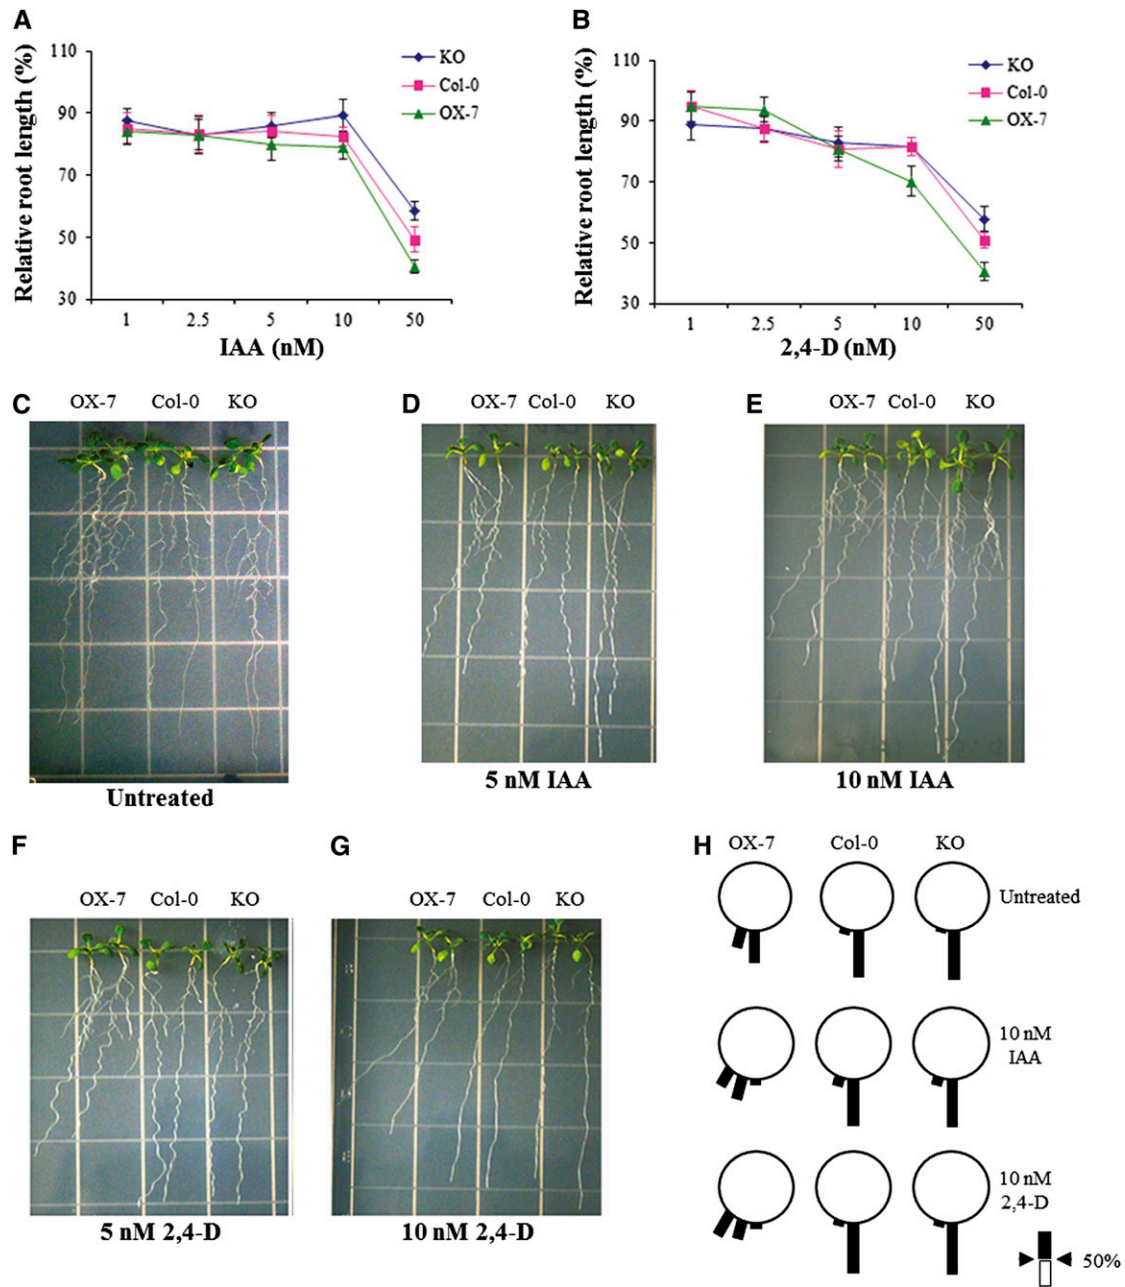 A
B
Relative root length (%)
110
90
70
50
30
KO
Col-0
OX-7
1 2.5 5 10 50
IAA (nM)
Relative root length (%)
110
90
70
50
30
KO
Col-0
OX-7
1 2.5 5 10 50
2,4-D (nM)
C
OX-7 Col-0 KO
Untreated
D
OX-7 Col-0 KO
5 nM IAA
E
OX-7 Col-0 KO
10 nM IAA
F
OX-7 Col-0 KO
5 nM 2,4-D
G
OX-7 Col-0 KO
10 nM 2,4-D
H
OX-7 Col-0 KO
Untreated
10 nM
IAA
10 nM
2,4-D
50%